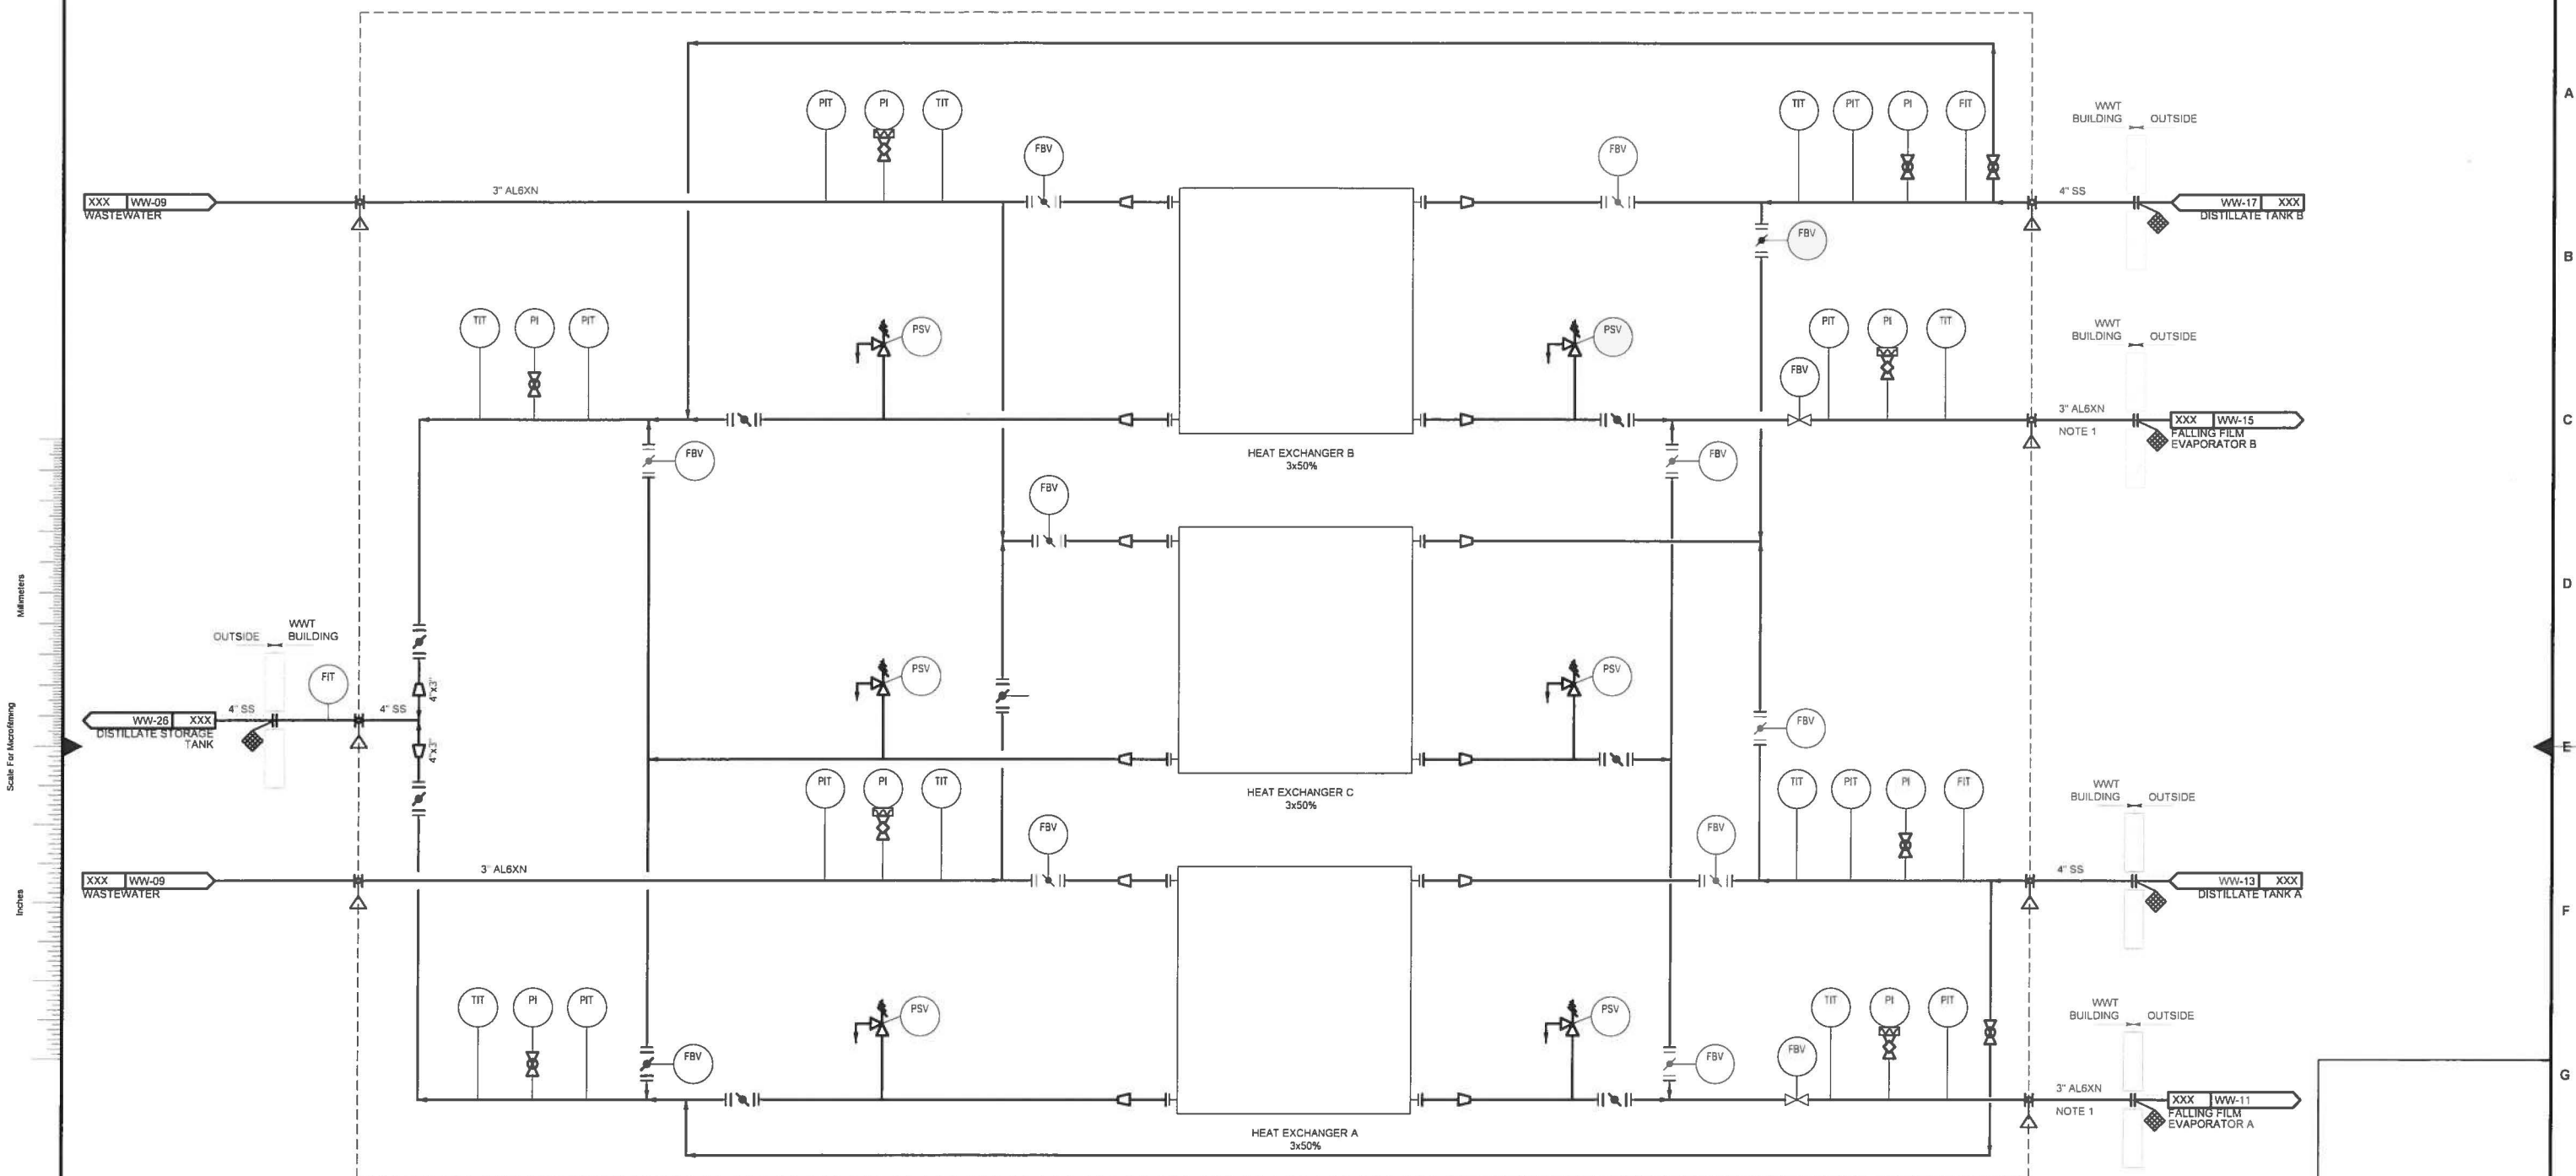 A
PIT
PI
TIT
TIT
PIT
PI
FIT
WWT
BUILDING
OUTSIDE
FBV
FBV
3" AL6XN
4" SS
XXX
WW-09
WASTEWATER
WW-17
XXX
DISTILLATE TANK B
FBV
B
TIT
PI
PIT
PSV
PSV
PIT
PI
TIT
WWT
BUILDING
OUTSIDE
FBV
3" AL6XN
NOTE 1
XXX
WW-15
FALLING FILM
EVAPORATOR B
C
FBV
HEAT EXCHANGER B
3x50%
FBV
FBV
D
Millimeters
OUTSIDE
WWT
BUILDING
FIT
4"x3"
PSV
PSV
4" SS
4" SS
WW-26
XXX
DISTILLATE STORAGE
TANK
4"x3"
FBV
Scale For Microfilming
E
PIT
PI
TIT
HEAT EXCHANGER C
3x50%
TIT
PIT
PI
FIT
WWT
BUILDING
OUTSIDE
FBV
FBV
3" AL6XN
4" SS
XXX
WW-09
WASTEWATER
WW-13
XXX
DISTILLATE TANK A
Inches
F
TIT
PI
PIT
PSV
PSV
TIT
PI
PIT
WWT
BUILDING
OUTSIDE
FBV
FBV
FBV
G
3" AL6XN
NOTE 1
XXX
WW-11
FALLING FILM
EVAPORATOR A
HEAT EXCHANGER A
3x50%